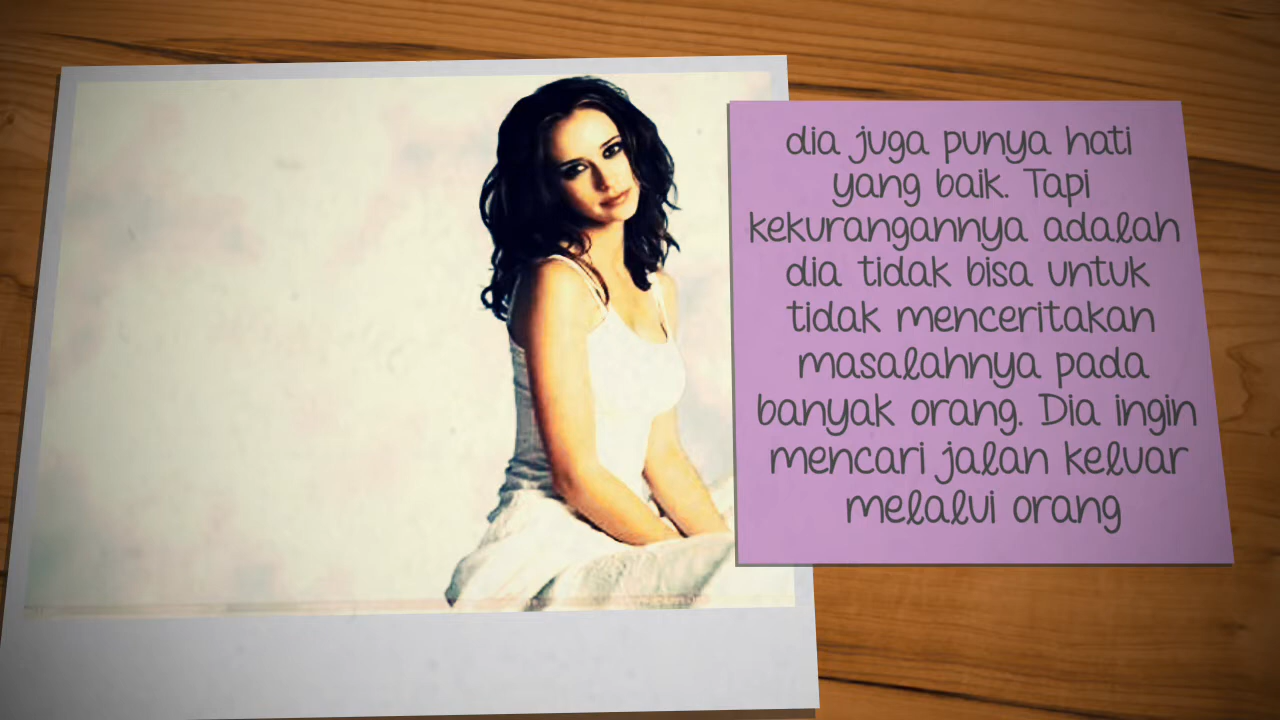 dia juga punya hati
yang baik. Tapi
kekurangannya adalah
dia tidak bisa untuk
tidak menceritakan
masalahnya pada
banyak orang. Dia ingin
mencari jalan keluar
melalui orang